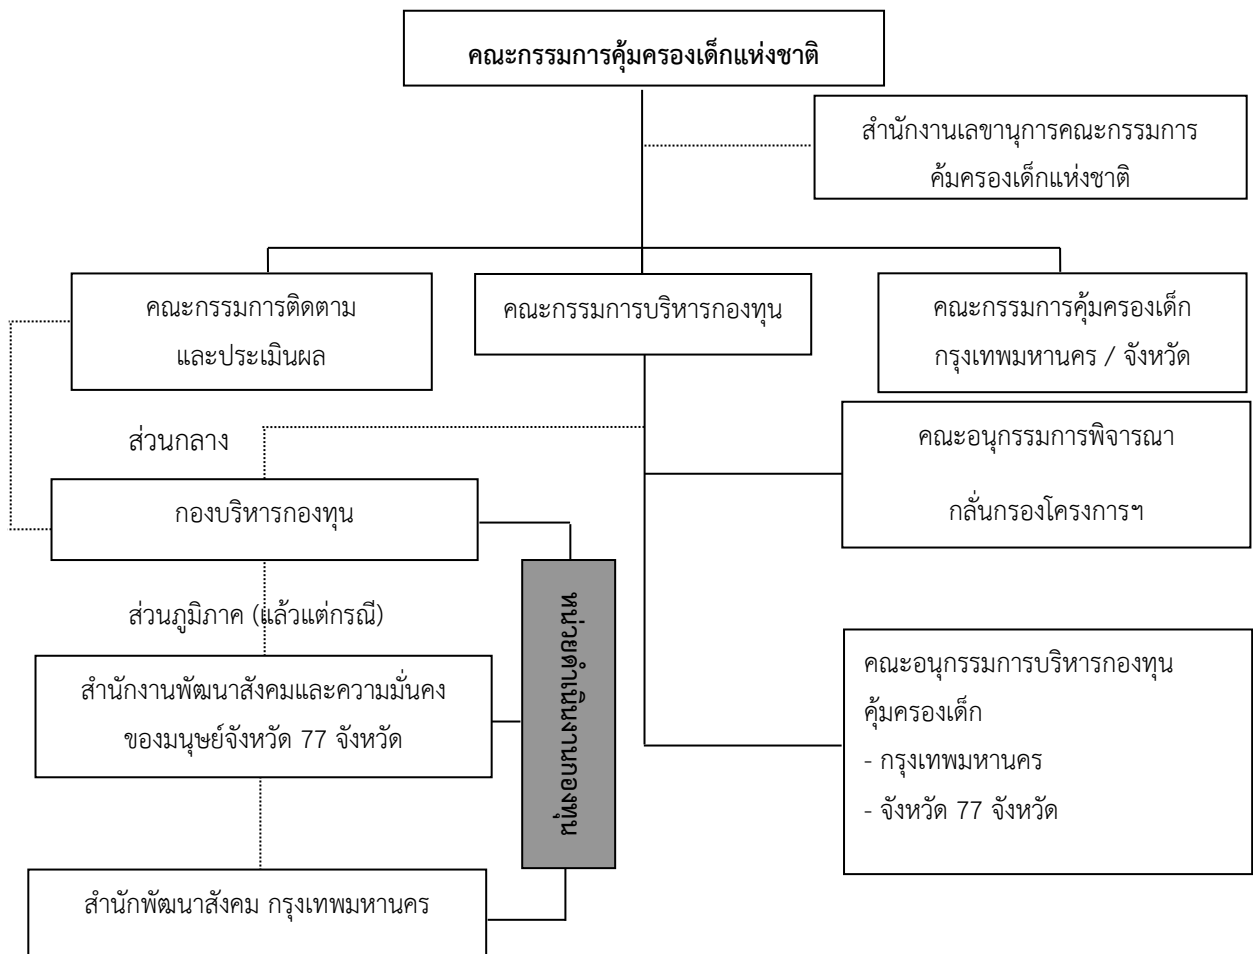 คณะกรรมการคุ้มครองเด็กแห่งชาติ
สำนักงานเลขานุการคณะกรรมการ
ค้มครองเด็กแห่งชาติ
คณะกรรมการติดตาม
และประเมินผล
คณะกรรมการบริหารกองทุน
คณะกรรมการคุ้มครองเด็ก
กรุงเทพมหานคร / จังหวัด
ส่วนกลาง
คณะอนุกรรมการพิจารณา
กลั่นกรองโครงการฯ
กองบริหารกองทุน
หน่วยดำเนินงานกองทุน
ส่วนภูมิภาค (แล้วแต่กรณี)
สำนักงานพัฒนาสังคมและความมั่นคง
ของมนุษย์จังหวัด 77 จังหวัด
คณะอนุกรรมการบริหารกองทุน
คุ้มครองเด็ก
- กรุงเทพมหานคร
- จังหวัด 77 จังหวัด
สำนักพัฒนาสังคม กรุงเทพมหานคร